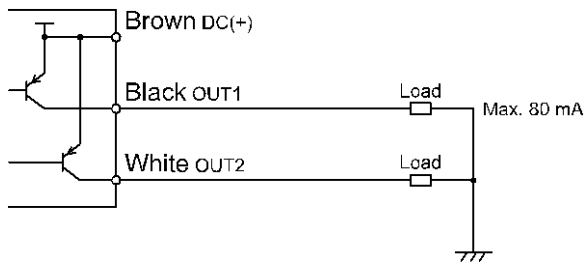 Brown DC(+)
Black OUT1
Load
Max. 80 mA
White OUT2
Load